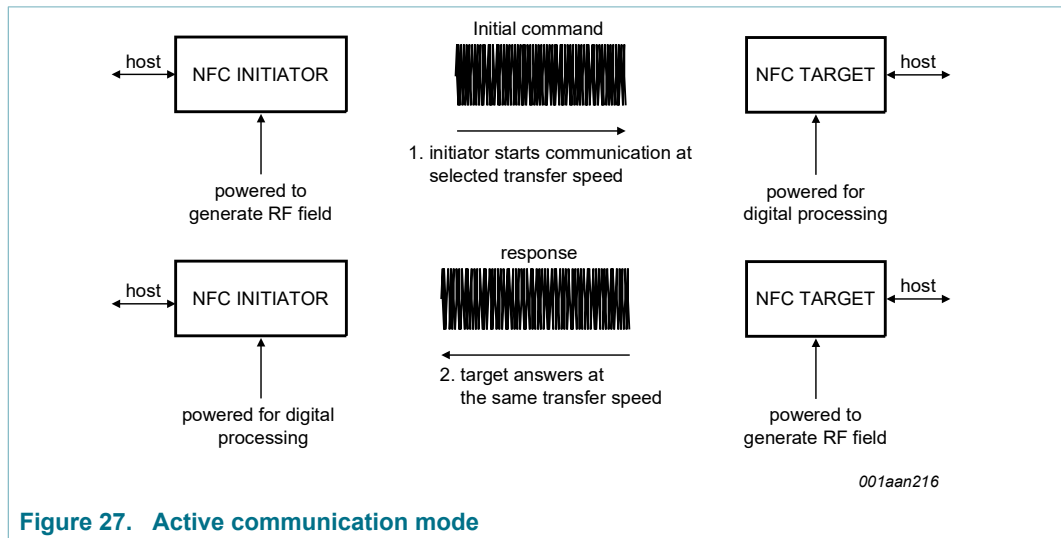 Initial command
host
NFC INITIATOR
NFC TARGET
host
1. initiator starts communication at
selected transfer speed
powered to
generate RF field
powered for
digital processing
response
host
NFC INITIATOR
NFC TARGET
host
2. target answers at
the same transfer speed
powered for digital
processing
powered to
generate RF field
001aan216
Figure 27. Active communication mode